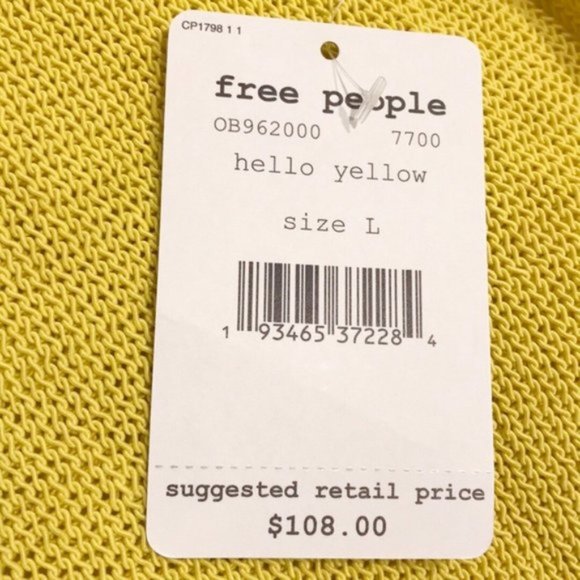 CP1798 1 1
free people
OB962000 7700
hello yellow
size L
1 93465 37228 4
suggested retail price
$108.00